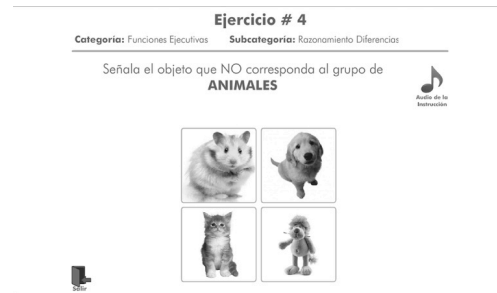 Ejercicio # 4
Categoría: Funciones Ejecutivas Subcategoría: Razonamiento Diferencias
Señala el objeto que NO corresponda al grupo de
ANIMALES
Audio de la
Instrucción
Salir